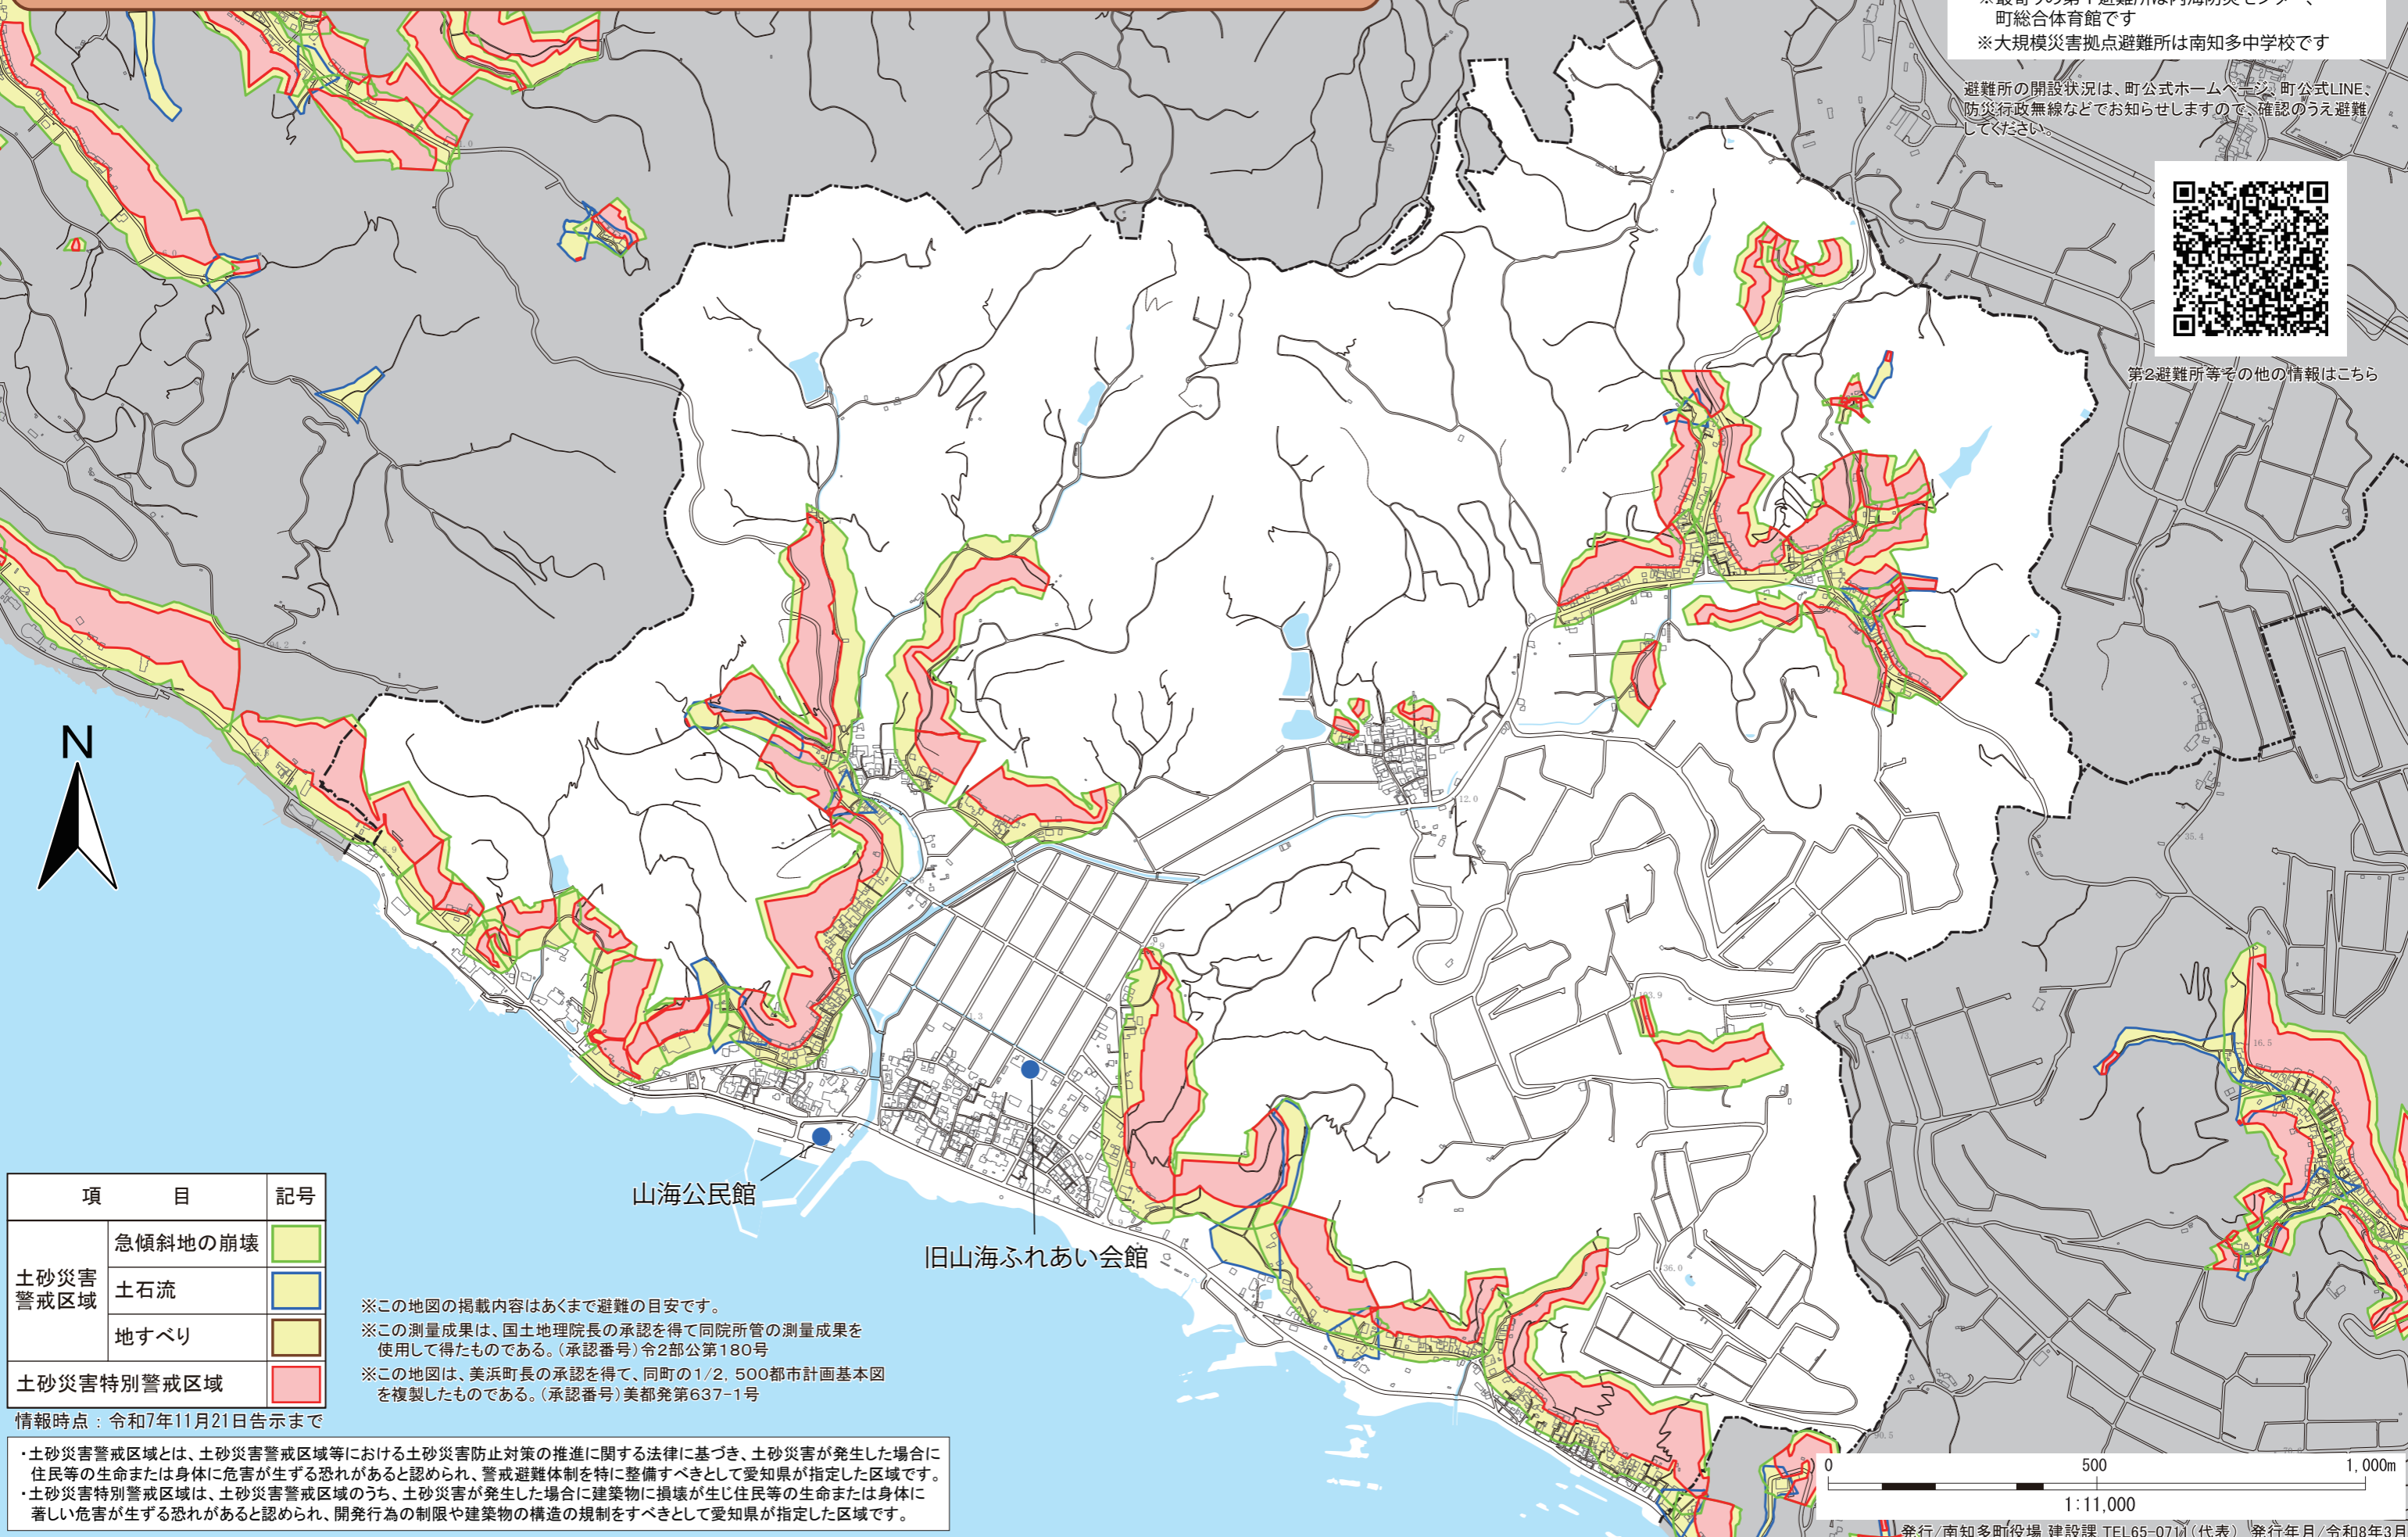 町総合体育館です
※大規模災害拠点避難所は南知多中学校です
避難所の開設状況は、町公式ホームページ、町公式LINE、
防災行政無線などでお知らせしますので、確認のうえ避難
してください。
第2避難所等その他の情報はこちら
N
山海公民館
旧山海ふれあい会館
12.0
35.4
103.9
16.5
36.0
90.5
項 目 記号
土砂災害
警戒区域
急傾斜地の崩壊
土石流
地すべり
土砂災害特別警戒区域
情報時点：令和7年11月21日告示まで
※この地図の掲載内容はあくまで避難の目安です。
※この測量成果は、国土地理院長の承認を得て同院所管の測量成果を
使用して得たものである。(承認番号)令2部公第180号
※この地図は、美浜町長の承認を得て、同町の1/2,500都市計画基本図
を複製したものである。(承認番号)美都発第637-1号
・土砂災害警戒区域とは、土砂災害警戒区域等における土砂災害防止対策の推進に関する法律に基づき、土砂災害が発生した場合に
住民等の生命または身体に危害が生ずる恐れがあると認められ、警戒避難体制を特に整備すべきとして愛知県が指定した区域です。
・土砂災害特別警戒区域は、土砂災害警戒区域のうち、土砂災害が発生した場合に建築物に損壊が生じ住民等の生命または身体に
著しい危害が生ずる恐れがあると認められ、開発行為の制限や建築物の構造の規制をすべきとして愛知県が指定した区域です。
0 500 1,000m
1:11,000
発行/南知多町役場 建設課 TEL65-0711(代表) 発行年月/令和8年3月